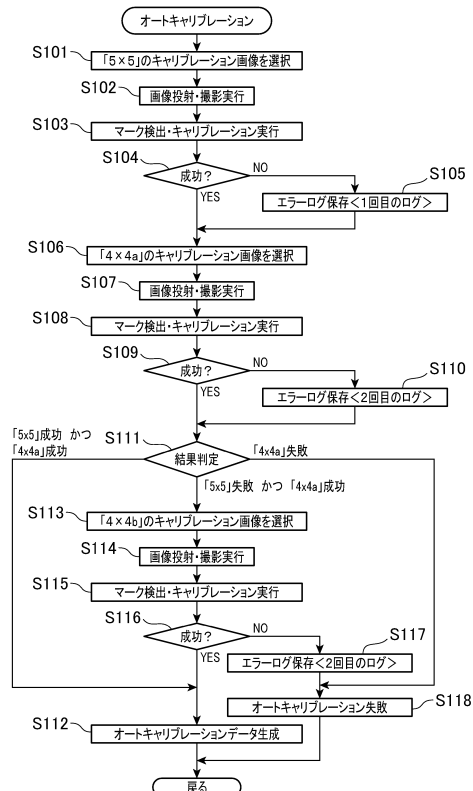 オートキャリブレーション
S101
「5×5」のキャリブレーション画像を選択
S102
画像投射・撮影実行
S103
マーク検出・キャリブレーション実行
S104
成功?
NO
YES
S105
エラーログ保存<1回目のログ>
S106
「4×4a」のキャリブレーション画像を選択
S107
画像投射・撮影実行
S108
マーク検出・キャリブレーション実行
S109
成功?
NO
YES
S110
エラーログ保存<2回目のログ>
「5x5」成功 かつ
「4x4a」成功
S111
結果判定
「4x4a」失敗
「5x5」失敗 かつ 「4x4a」成功
S113
「4×4b」のキャリブレーション画像を選択
S114
画像投射・撮影実行
S115
マーク検出・キャリブレーション実行
S116
成功?
NO
YES
S117
エラーログ保存<2回目のログ>
S118
オートキャリブレーション失敗
S112
オートキャリブレーションデータ生成
戻る